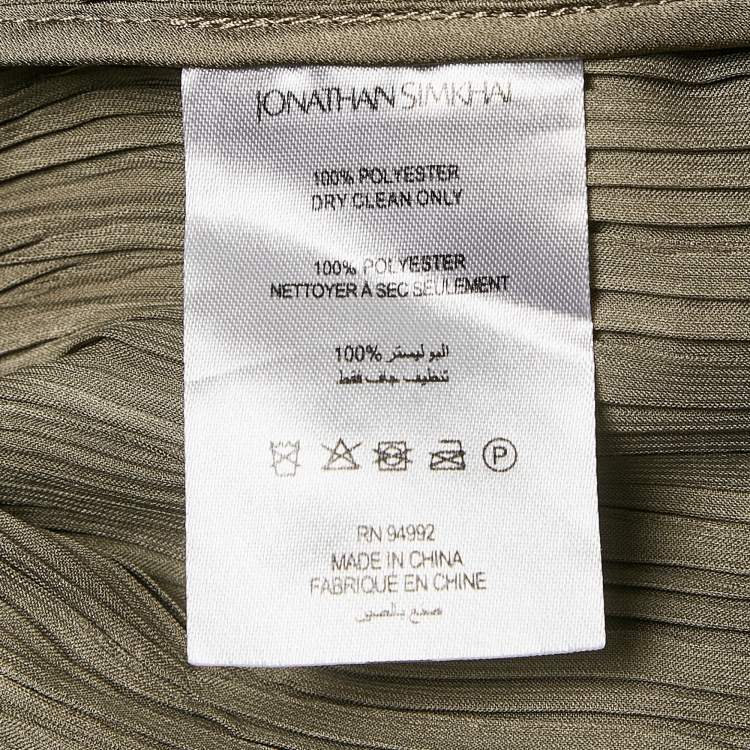 JONATHAN SIMKHAI
100% POLYESTER
DRY CLEAN ONLY
100% POLYESTER
NETTOYER A SEC SEULEMENT
البوليستر %100
تنظيف جاف فقط
P
RN 94992
MADE IN CHINA
FABRIQUE EN CHINE
صنع بالصين